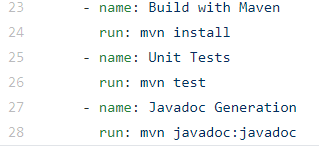 23 - name: Build with Maven
24 run: mvn install
25 - name: Unit Tests
26 run: mvn test
27 - name: Javadoc Generation
28 run: mvn javadoc:javadoc